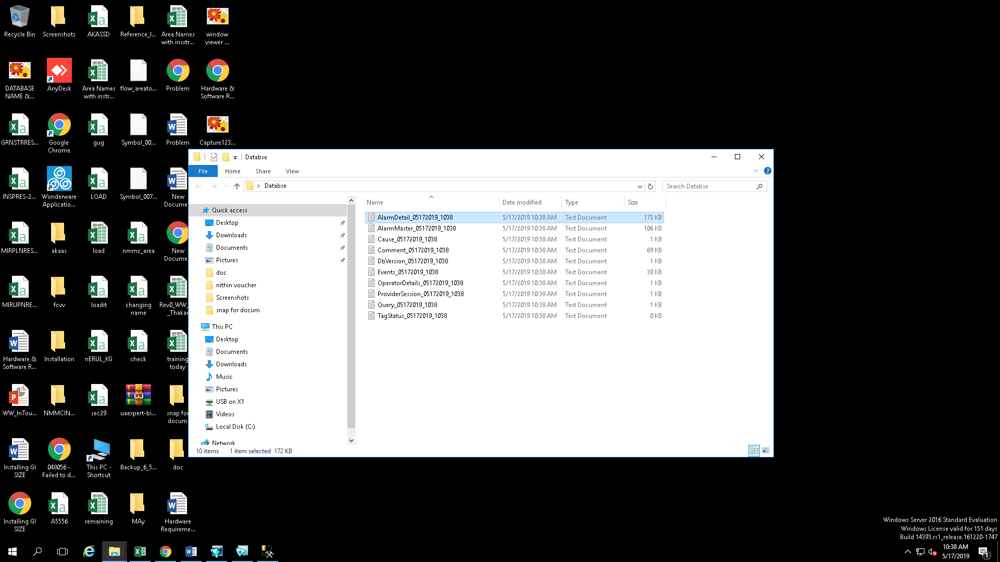 Recycle Bin
Screenshots
AKASSD
Reference_I...
Area Names
with insxtr...
window
viewer ...
DATABASE
NAME &...
AnyDesk
Area Names
with instr...
flow_areato...
Problem
Hardware &
Software R...
GRNSTRRES...
Google
Chrome
gug
Symbol_00...
Problem
Capture123...
INSPRES-2...
Wonderware
Applicatio...
LOAD
Symbol_007...
New
Docume
MIRPLNRES...
akaas
load
nmmc_area
New
Docume
MIRUPNRE...
fcvv
loadit
changing
name
Rev0_WW_
_Thakar
Hardware &
Software R...
Installation
nERUL_KG
check
training
today
WW_InTou...
NMMCIN...
sec29
uaexpert-bi...
snap for
docum
Installing GI
SIZE
048056 -
Failed to d...
This PC -
Shortcut
Backup_6_5...
doc
Installing GI
SIZE
A5556
remaining
MAy
Hardware
Requireme...
Databse
File Home Share View
Databse
Search Databse
Quick access
Desktop
Downloads
Documents
Pictures
doc
nithin voucher
Screenshots
snap for docum
This PC
Desktop
Documents
Downloads
Music
Pictures
USB on X1
Videos
Local Disk (C:)
Network
Name Date modified Type Size
AlarmDetail_05172019_1038 5/17/2019 10:38 AM Text Document 173 KB
AlarmMaster_05172019_1038 5/17/2019 10:38 AM Text Document 106 KB
Cause_05172019_1038 5/17/2019 10:38 AM Text Document 1 KB
Comment_05172019_1038 5/17/2019 10:38 AM Text Document 69 KB
DbVersion_05172019_1038 5/17/2019 10:38 AM Text Document 1 KB
Events_05172019_1038 5/17/2019 10:38 AM Text Document 30 KB
OperatorDetails_05172019_1038 5/17/2019 10:38 AM Text Document 1 KB
ProviderSession_05172019_1038 5/17/2019 10:38 AM Text Document 1 KB
Query_05172019_1038 5/17/2019 10:38 AM Text Document 1 KB
TagStatus_05172019_1038 5/17/2019 10:38 AM Text Document 0 KB
10 items 1 item selected 172 KB
Windows Server 2016 Standard Evaluation
Windows License valid for 151 days
Build 14393.rs1_release.161220-1747
10:38 AM
5/17/2019
1